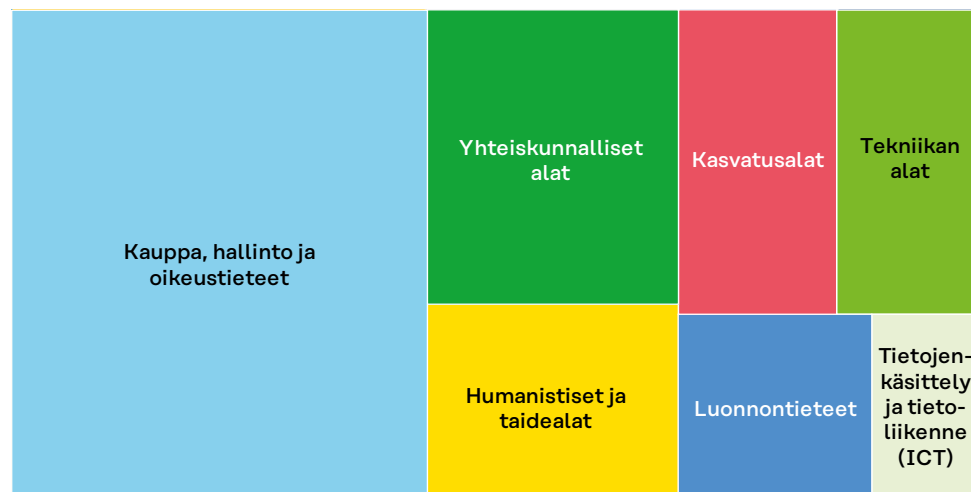 Kauppa, hallinto ja
oikeustieteet
Yhteiskunnalliset
alat
Humanistiset ja
taidealat
Kasvatusalat
Tekniikan
alat
Luonnontieteet
Tietojen-
käsittely
ja tieto-
liikenne
(ICT)